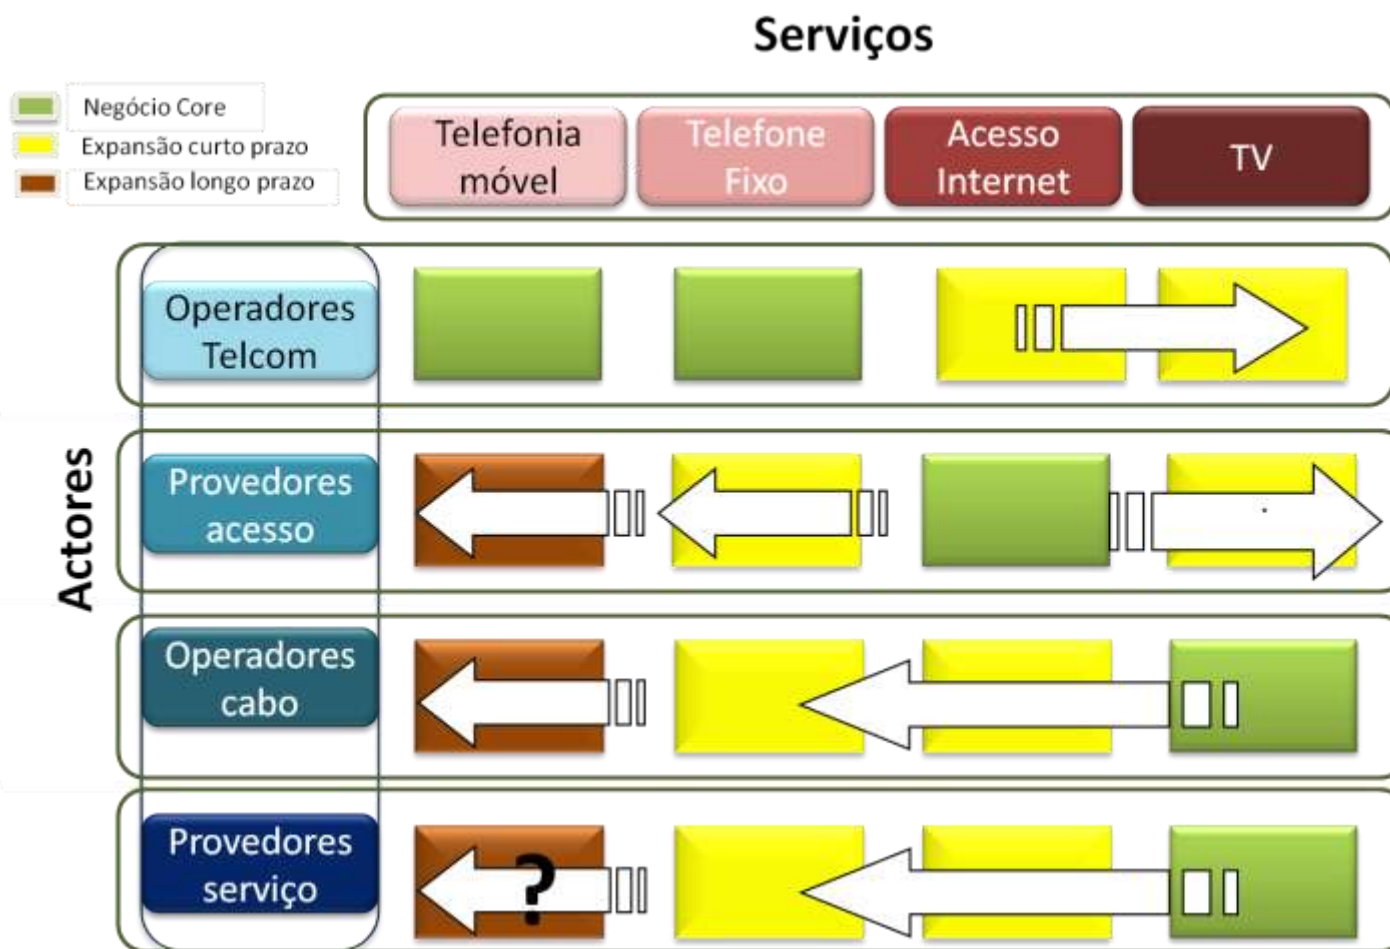 Serviços
Negócio Core
Expansão curto prazo
Expansão longo prazo
Telefonia
móvel
Telefone
Fixo
Acesso
Internet
TV
Actores
Operadores
Telcom
Provedores
acesso
Operadores
cabo
Provedores
serviço
?